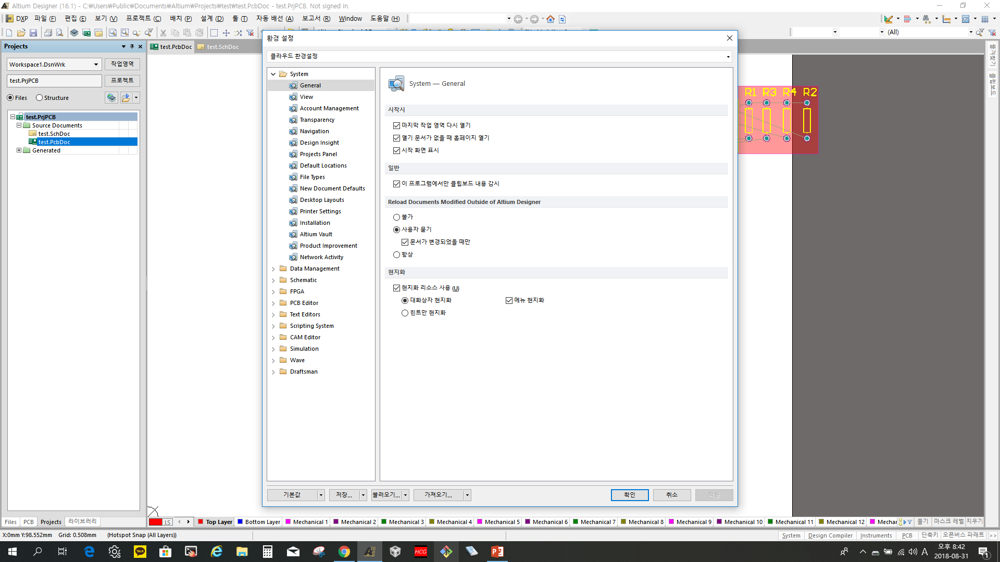 Altium Designer (16.1) - C:₩Users₩Public₩Documents₩Altium₩Projects₩test₩test.PcbDoc - test.PrjPCB. Not signed in.
DXP 파일 (F) 편집 (E) 보기 (V) 프로젝트 (C) 배치 (P) 설계 (D) 툴 (T) 자동 배선 (A) 보고서 (R) Window 도움말 (H)
(All)
Projects
test.PcbDoc test.SchDoc
Workspace1.DsnWrk 작업영역
test.PrjPCB 프로젝트
Files Structure
test.PrjPCB
Source Documents
test.SchDoc
test.PcbDoc
Generated
환경 설정
클라우드 환경설정
System
General
View
Account Management
Transparency
Navigation
Design Insight
Projects Panel
Default Locations
File Types
New Document Defaults
Desktop Layouts
Printer Settings
Installation
Altium Vault
Product Improvement
Network Activity
Data Management
Schematic
FPGA
PCB Editor
Text Editors
Scripting System
CAM Editor
Simulation
Wave
Draftsman
System — General
시작시
마지막 작업 영역 다시 열기
열기 문서가 없을 때 홈페이지 열기
시작 화면 표시
일반
이 프로그램에서만 클립보드 내용 감시
Reload Documents Modified Outside of Altium Designer
불가
사용자 묻기
문서가 변경되었을 때만
항상
현지화
현지화 리소스 사용 (U)
대화상자 현지화 메뉴 현지화
힌트만 현지화
기본값 저장... 불러오기... 가져오기... 확인 취소 적용
R1 R3 R4 R2
즐겨찾기
클립보드
Files PCB Projects 라이브러리
LS Top Layer Bottom Layer Mechanical 1 Mechanical 2 Mechanical 3 Mechanical 4 Mechanical 5 Mechanical 6 Mechanical 7 Mechanical 8 Mechanical 9 Mechanical 10 Mechanical 11 Mechanical 12 Mechar 물기 마스크 레벨 지우기
X:0mm Y:98.552mm Grid: 0.508mm (Hotspot Snap (All Layers))
System Design Compiler Instruments PCB 단축키 오픈버스 파래트 >>
TALK
HCG
16
A
오후 8:42
2018-08-31
1